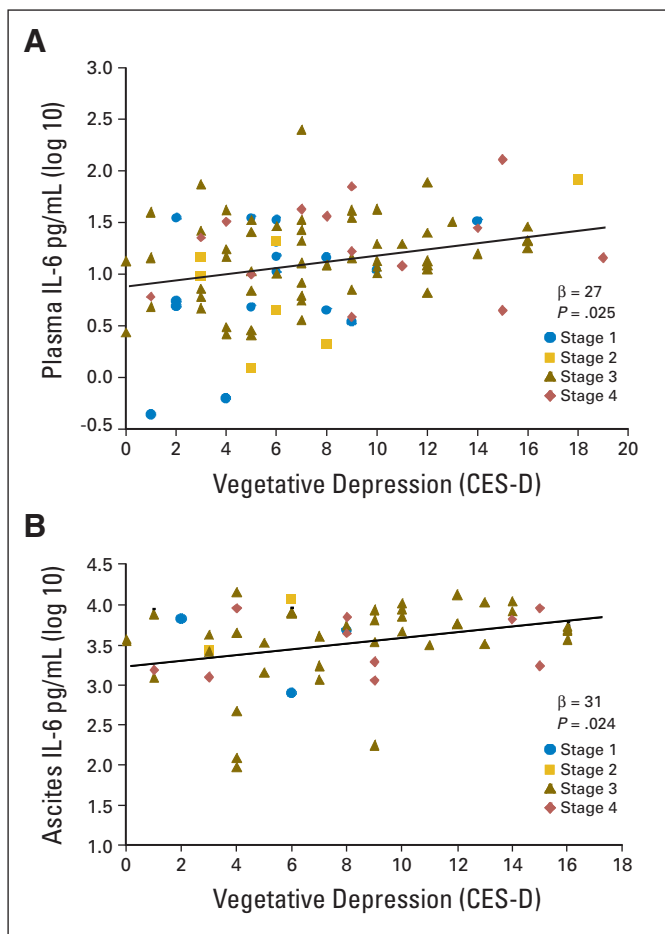 A
Plasma IL-6 pg/mL (log 10)
3.0
2.5
2.0
1.5
1.0
0.5
0.0
-0.5
β = 27
P = .025
Stage 1
Stage 2
Stage 3
Stage 4
0 2 4 6 8 10 12 14 16 18 20
Vegetative Depression (CES-D)
B
Ascites IL-6 pg/mL (log 10)
4.5
4.0
3.5
3.0
2.5
2.0
1.5
1.0
β = 31
P = .024
Stage 1
Stage 2
Stage 3
Stage 4
0 2 4 6 8 10 12 14 16 18
Vegetative Depression (CES-D)